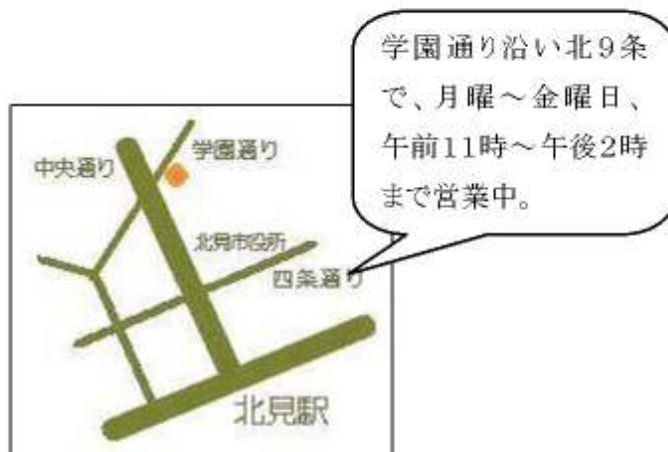 学園通り沿い北９条
で、月曜～金曜日、
午前11時～午後2時
まで営業中。
学園通り
中央通り
北見市役所
四条通り
北見駅